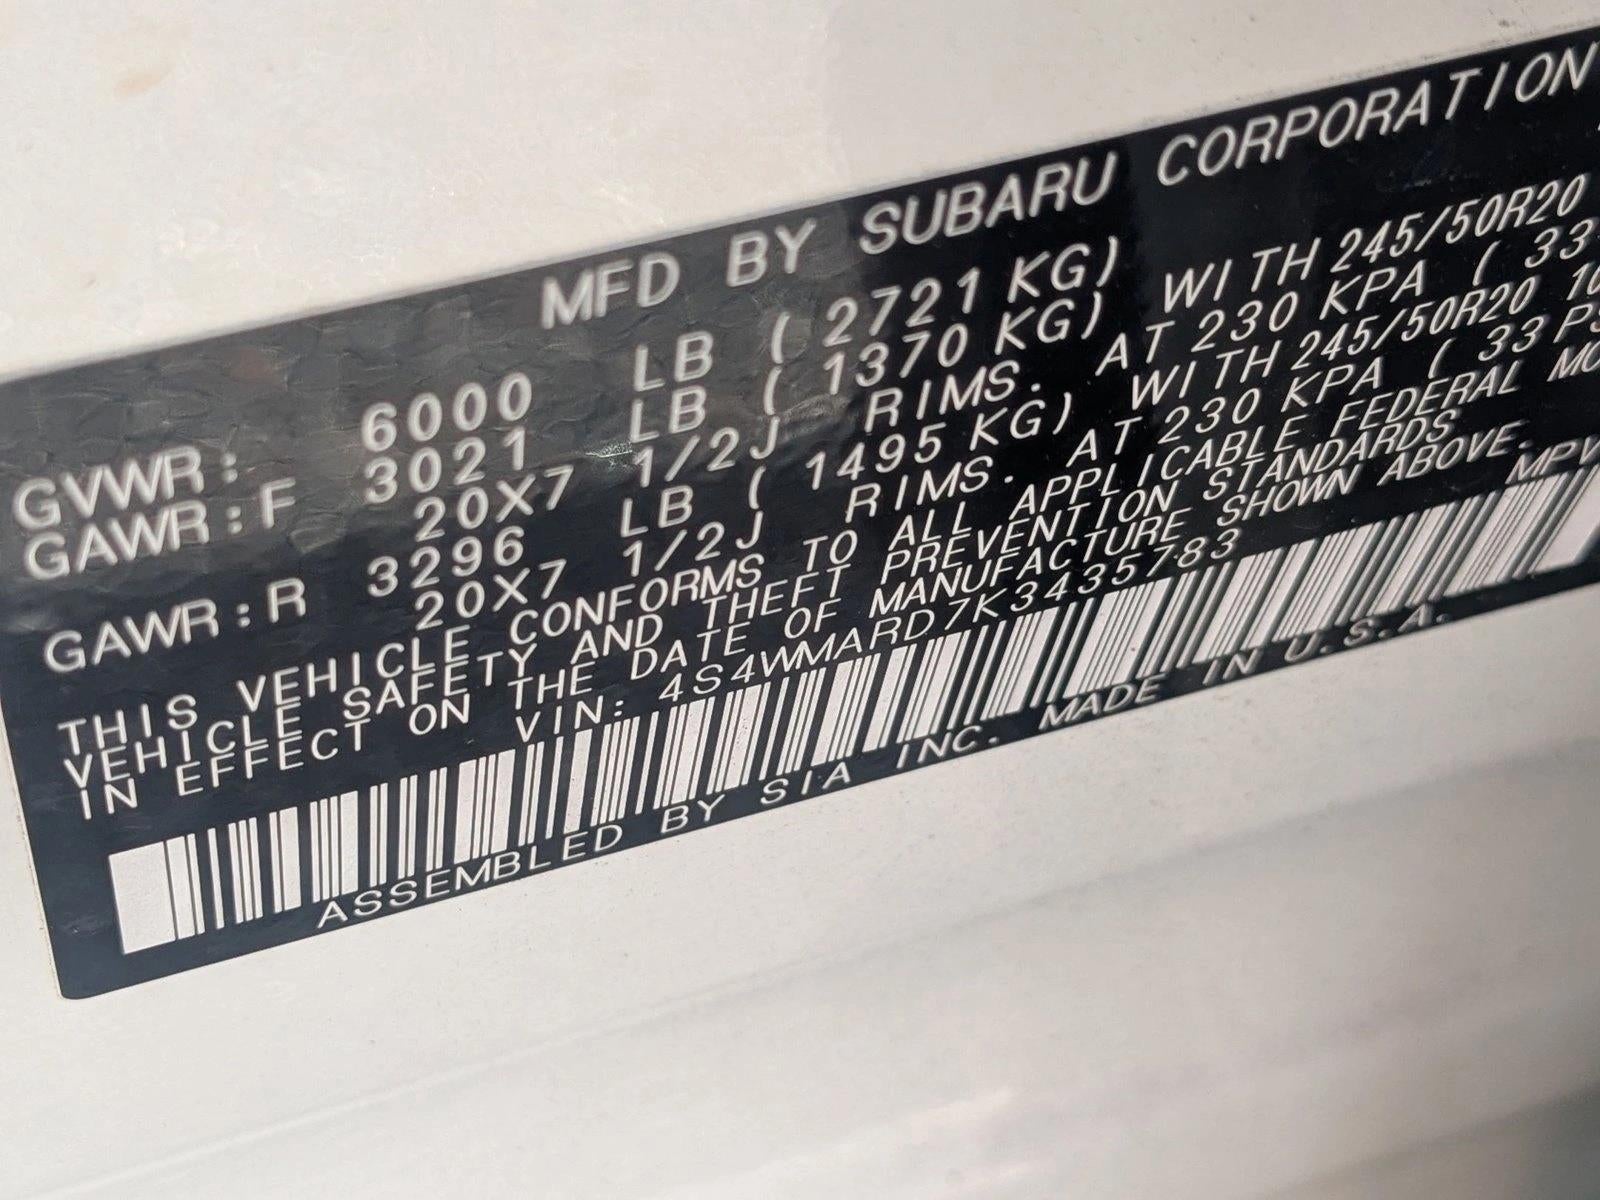 MFD BY SUBARU CORPORATION
GVWR: 6000 LB ( 2721 KG)
GAWR:F 3021 LB ( 1370 KG) WITH 245/50R20
20X7 1/2J RIMS. AT 230 KPA ( 33
GAWR:R 3296 LB ( 1495 KG) WITH 245/50R20
20X7 1/2J RIMS. AT 230 KPA ( 33 PS
THIS VEHICLE CONFORMS TO ALL APPLICABLE FEDERAL MO
VEHICLE SAFETY AND THEFT PREVENTION STANDARDS
IN EFFECT ON THE DATE OF MANUFACTURE SHOWN ABOVE.
VIN: 4S4WMARD7K3435783 MPV
ASSEMBLED BY SIA INC. MADE IN U.S.A.